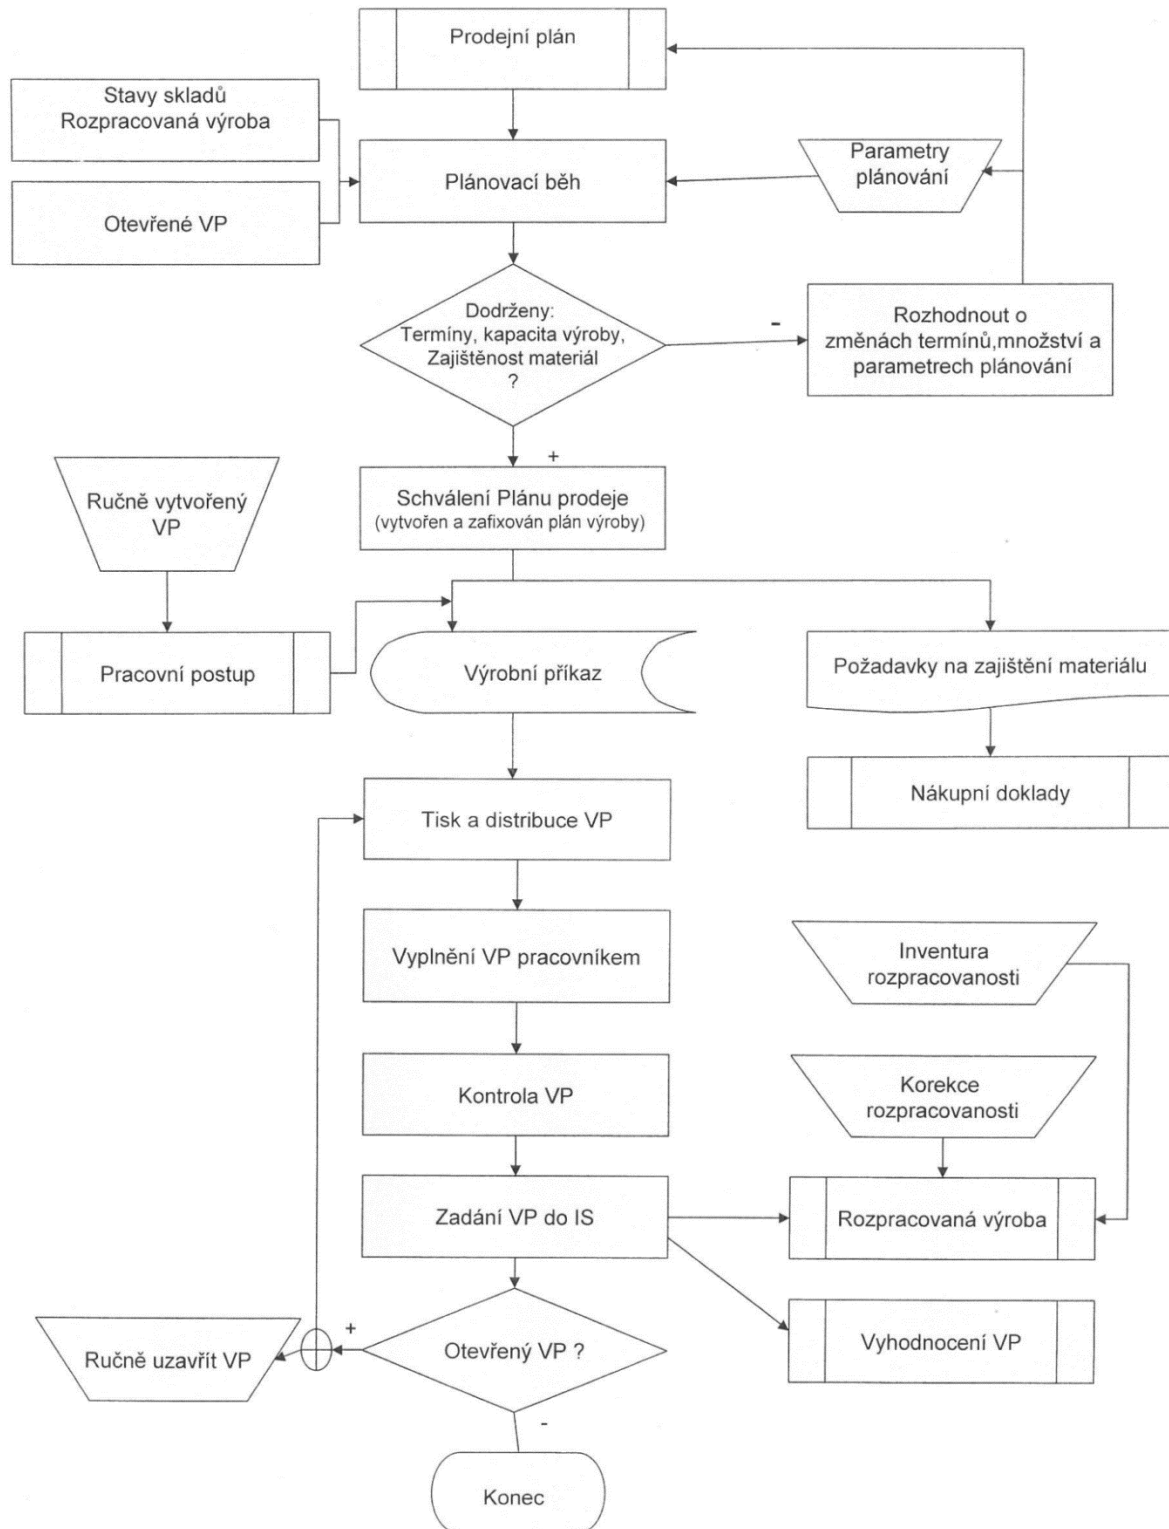 Prodejní plán
Stavy skladů
Rozpracovaná výroba
Plánovací běh
Parametry
plánování
Otevřené VP
Dodrženy:
Termíny, kapacita výroby,
Zajištěnost materiál
?
-
Rozhodnout o
změnách termínů,množství a
parametrech plánování
+
Ručně vytvořený
VP
Schválení Plánu prodeje
(vytvořen a zafixován plán výroby)
Pracovní postup
Výrobní příkaz
Požadavky na zajištění materiálu
Nákupní doklady
Tisk a distribuce VP
Vyplnění VP pracovníkem
Inventura
rozpracovanosti
Kontrola VP
Korekce
rozpracovanosti
Zadání VP do IS
Rozpracovaná výroba
Ručně uzavřít VP
+
Otevřený VP ?
Vyhodnocení VP
-
Konec